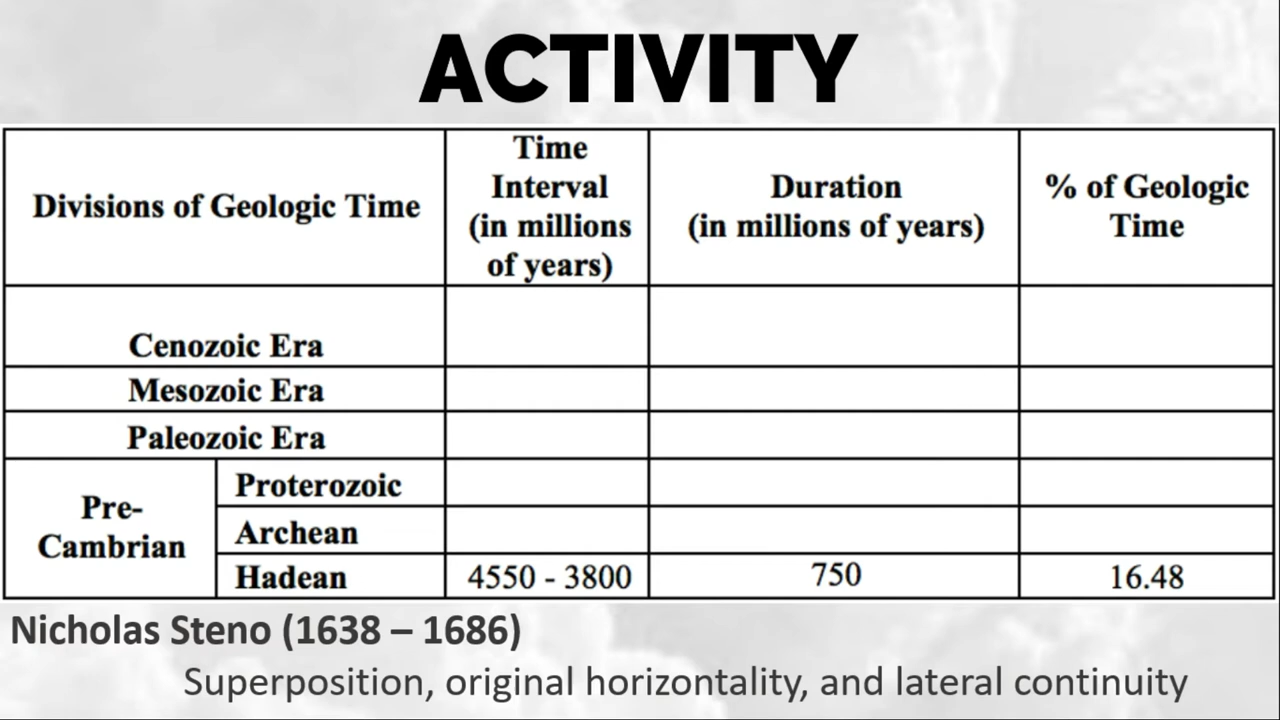 ACTIVITY
Divisions of Geologic Time
Time
Interval
(in millions
of years)
Duration
(in millions of years)
% of Geologic
Time
Cenozoic Era
Mesozoic Era
Paleozoic Era
Pre-
Cambrian
Proterozoic
Archean
Hadean
4550 - 3800
750
16.48
Nicholas Steno (1638 – 1686)
Superposition, original horizontality, and lateral continuity